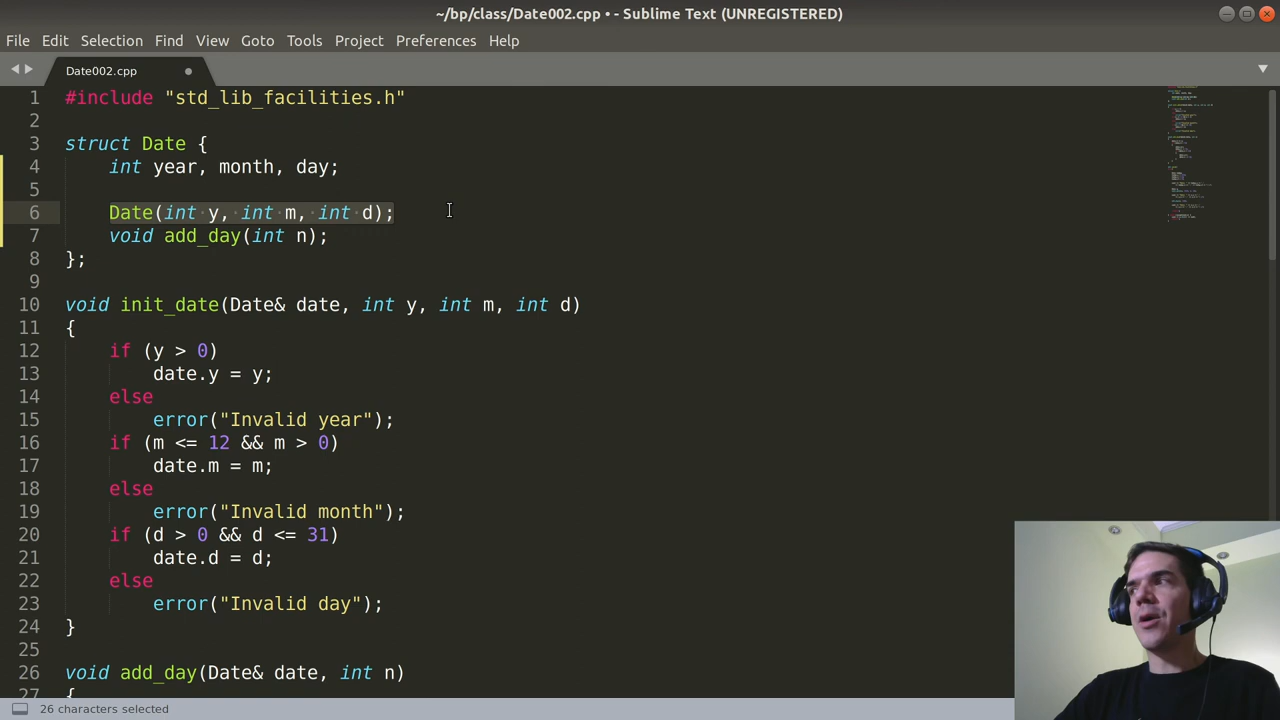 ~/bp/class/Date002.cpp • - Sublime Text (UNREGISTERED)
File Edit Selection Find View Goto Tools Project Preferences Help
Date002.cpp
1 #include "std_lib_facilities.h"
2
3 struct Date {
4 int year, month, day;
5
6 Date(int y, int m, int d);
7 void add_day(int n);
8 };
9
10 void init_date(Date& date, int y, int m, int d)
11 {
12 if (y > 0)
13 date.y = y;
14 else
15 error("Invalid year");
16 if (m <= 12 && m > 0)
17 date.m = m;
18 else
19 error("Invalid month");
20 if (d > 0 && d <= 31)
21 date.d = d;
22 else
23 error("Invalid day");
24 }
25
26 void add_day(Date& date, int n)
27 {
26 characters selected